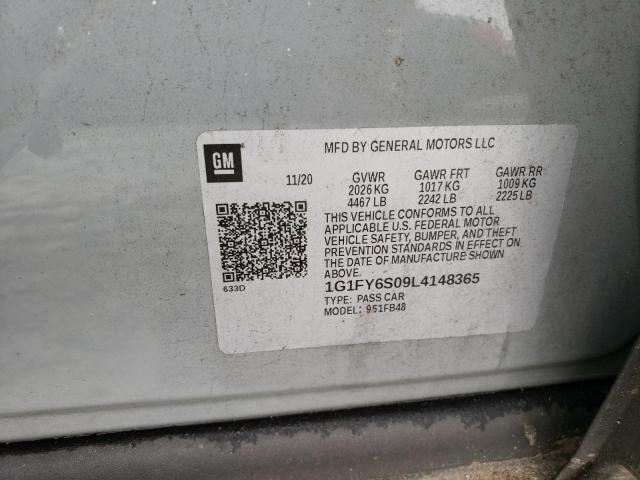 GM
MFD BY GENERAL MOTORS LLC
11/20 GVWR GAWR FRT GAWR RR
2026 KG 1017 KG 1009 KG
4467 LB 2242 LB 2225 LB
THIS VEHICLE CONFORMS TO ALL
APPLICABLE U.S. FEDERAL MOTOR
VEHICLE SAFETY, BUMPER, AND THEFT
PREVENTION STANDARDS IN EFFECT ON
THE DATE OF MANUFACTURE SHOWN
ABOVE.
633D
1G1FY6S09L4148365
TYPE: PASS CAR
MODEL: 951FB48